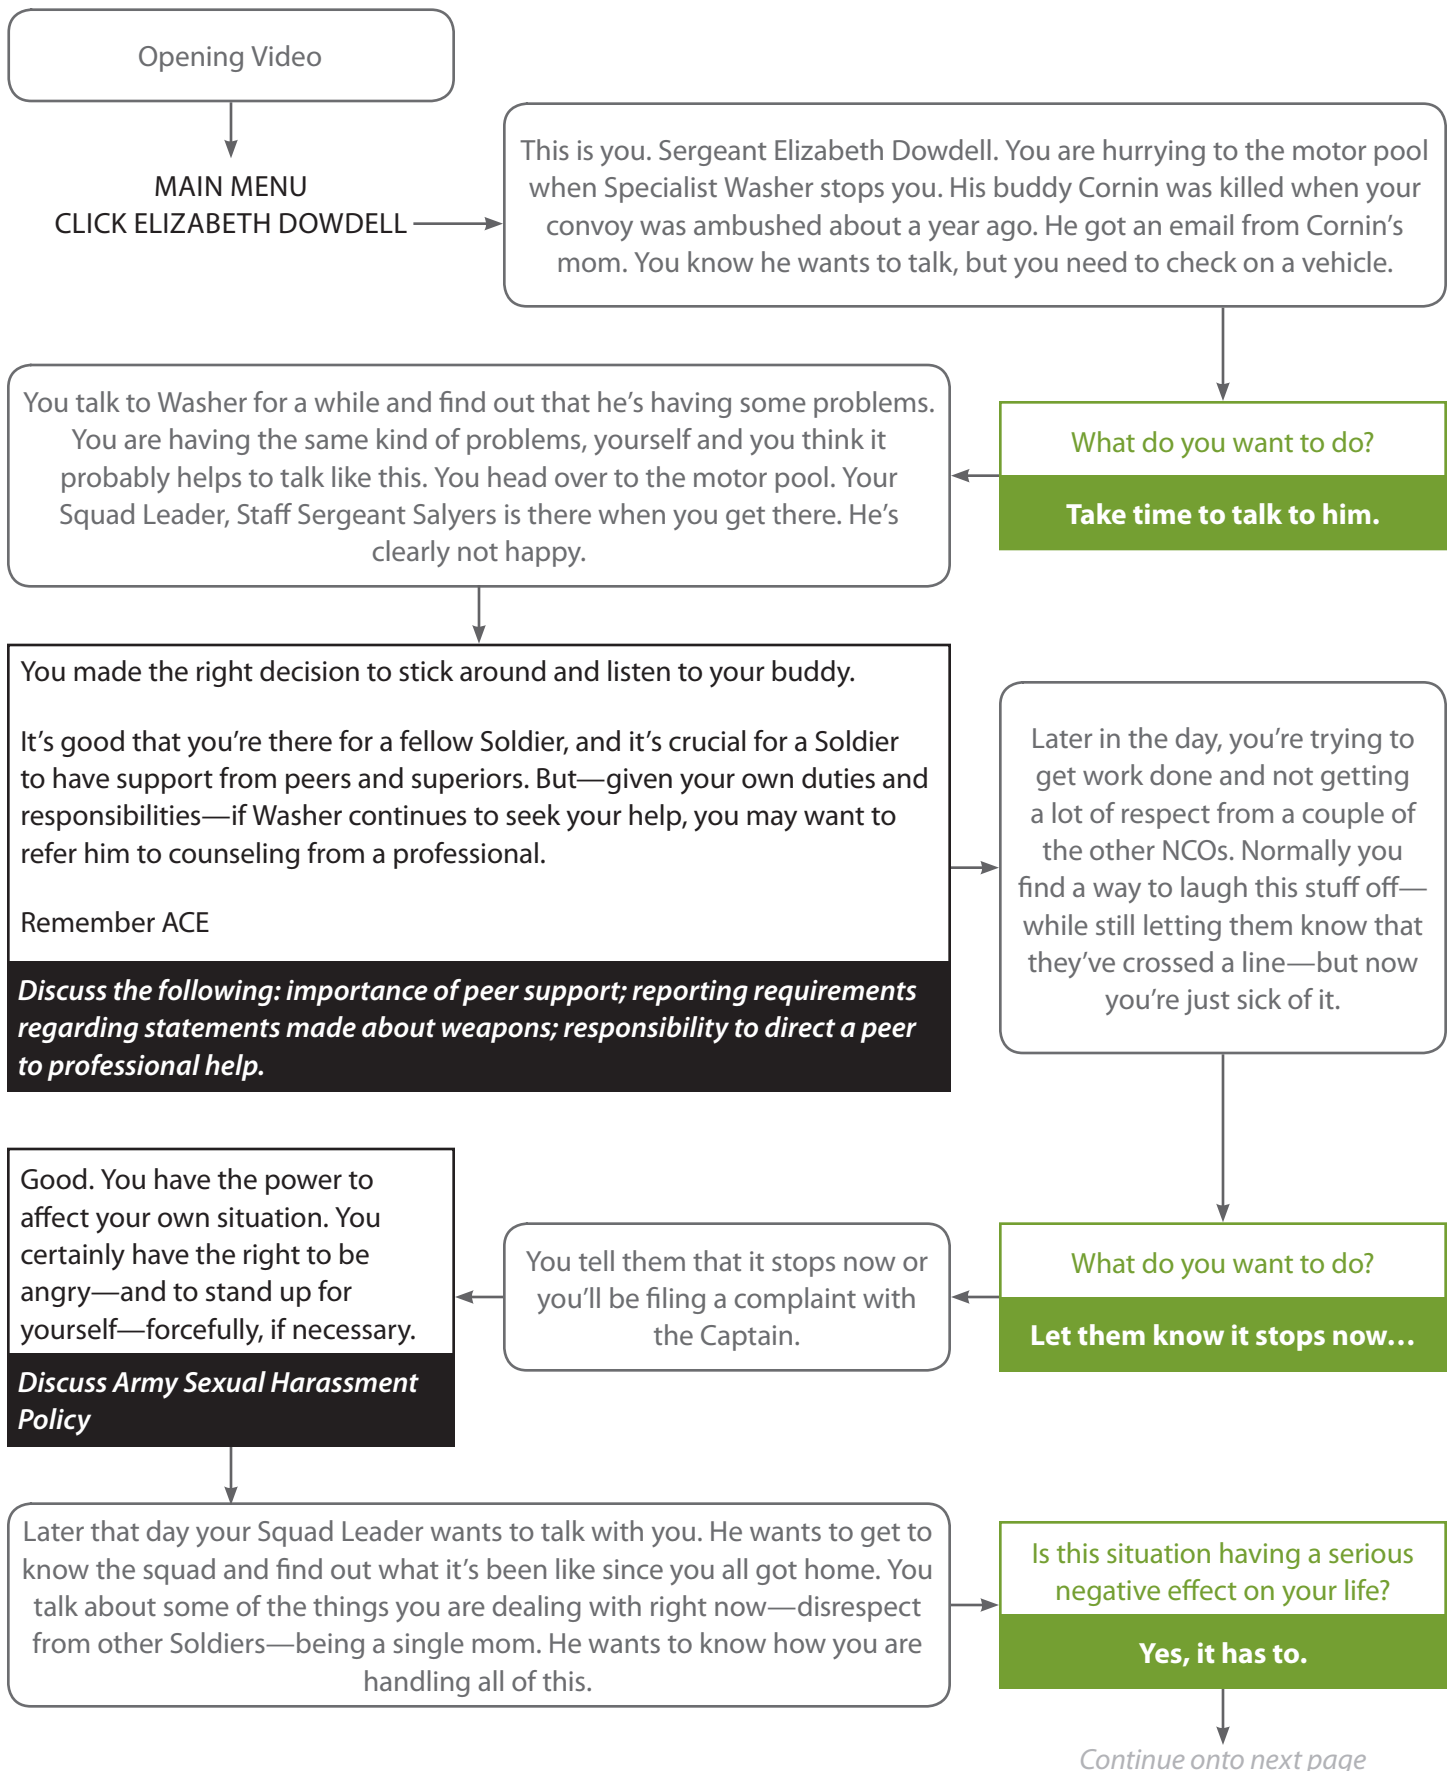 Opening Video
MAIN MENU
CLICK ELIZABETH DOWDELL
This is you. Sergeant Elizabeth Dowdell. You are hurrying to the motor pool
when Specialist Washer stops you. His buddy Cornin was killed when your
convoy was ambushed about a year ago. He got an email from Cornin’s
mom. You know he wants to talk, but you need to check on a vehicle.
What do you want to do?
Take time to talk to him.
You talk to Washer for a while and find out that he’s having some problems.
You are having the same kind of problems, yourself and you think it
probably helps to talk like this. You head over to the motor pool. Your
Squad Leader, Staff Sergeant Salyers is there when you get there. He’s
clearly not happy.
You made the right decision to stick around and listen to your buddy.
It’s good that you’re there for a fellow Soldier, and it’s crucial for a Soldier
to have support from peers and superiors. But—given your own duties and
responsibilities—if Washer continues to seek your help, you may want to
refer him to counseling from a professional.
Remember ACE
Discuss the following: importance of peer support; reporting requirements
regarding statements made about weapons; responsibility to direct a peer
to professional help.
Later in the day, you’re trying to
get work done and not getting
a lot of respect from a couple of
the other NCOs. Normally you
find a way to laugh this stuff off—
while still letting them know that
they’ve crossed a line—but now
you’re just sick of it.
What do you want to do?
Let them know it stops now…
You tell them that it stops now or
you’ll be filing a complaint with
the Captain.
Good. You have the power to
affect your own situation. You
certainly have the right to be
angry—and to stand up for
yourself—forcefully, if necessary.
Discuss Army Sexual Harassment
Policy
Later that day your Squad Leader wants to talk with you. He wants to get to
know the squad and find out what it’s been like since you all got home. You
talk about some of the things you are dealing with right now—disrespect
from other Soldiers—being a single mom. He wants to know how you are
handling all of this.
Is this situation having a serious
negative effect on your life?
Yes, it has to.
Continue onto next page